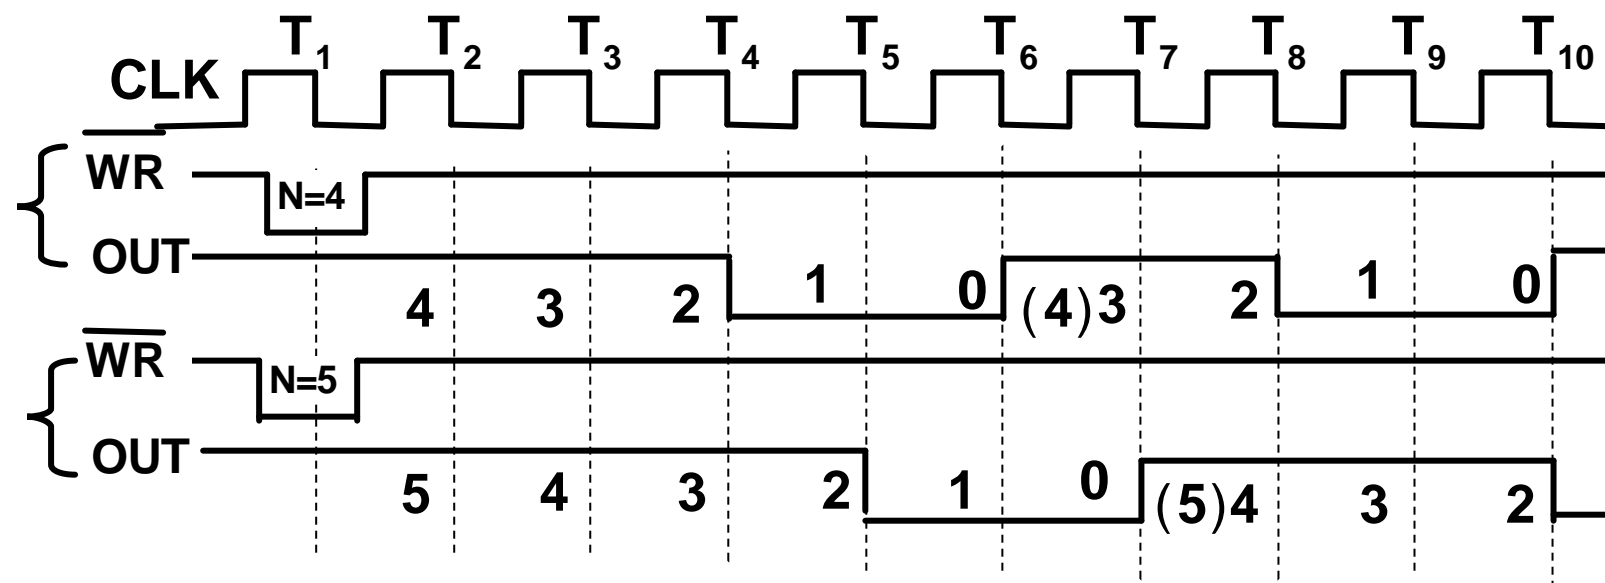 T1 T2 T3 T4 T5 T6 T7 T8 T9 T10
CLK
WR N=4
OUT
4 3 2 1 0 (4)3 2 1 0
WR N=5
OUT
5 4 3 2 1 0 (5)4 3 2